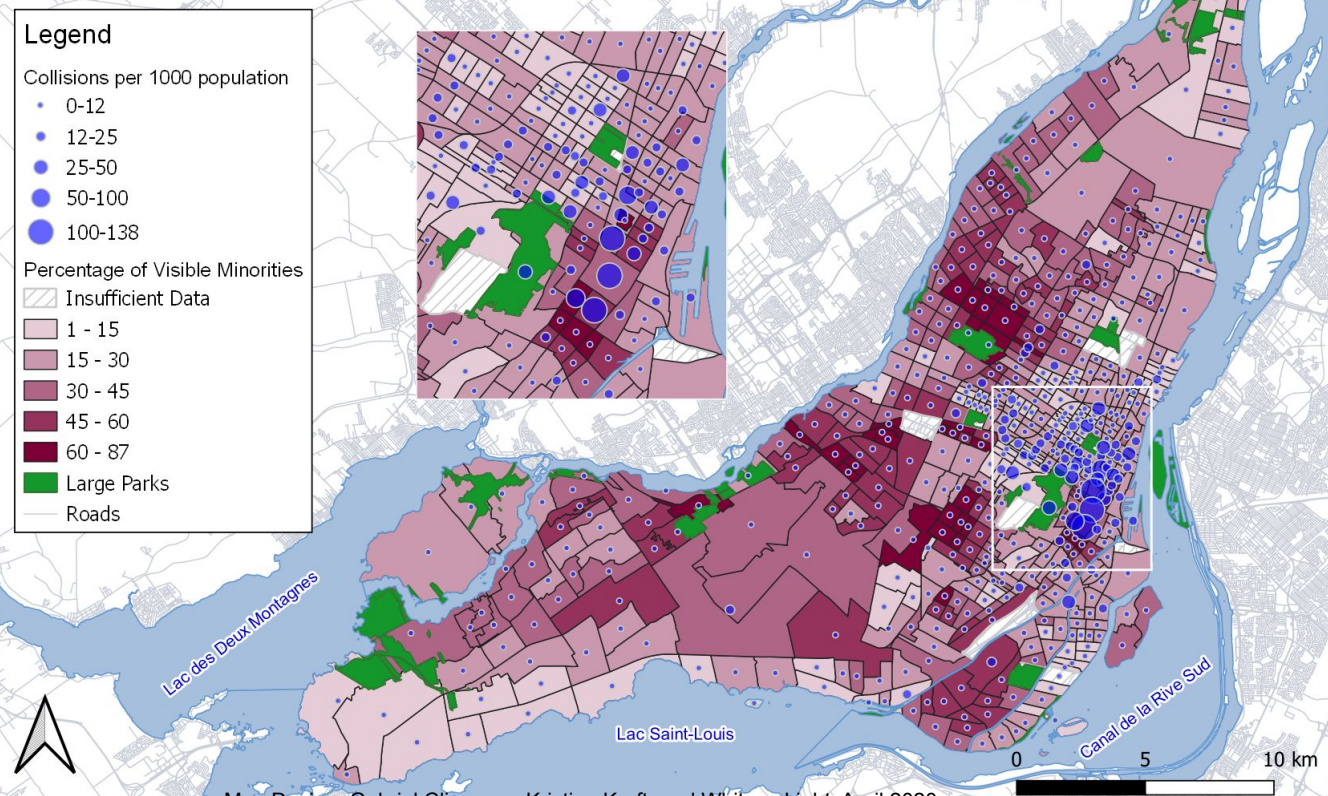 Legend
Collisions per 1000 population
0-12
12-25
25-50
50-100
100-138
Percentage of Visible Minorities
Insufficient Data
1 - 15
15 - 30
30 - 45
45 - 60
60 - 87
Large Parks
Roads
Lac des Deux Montagnes
Lac Saint-Louis
Canal de la Rive Sud
0 5 10 km